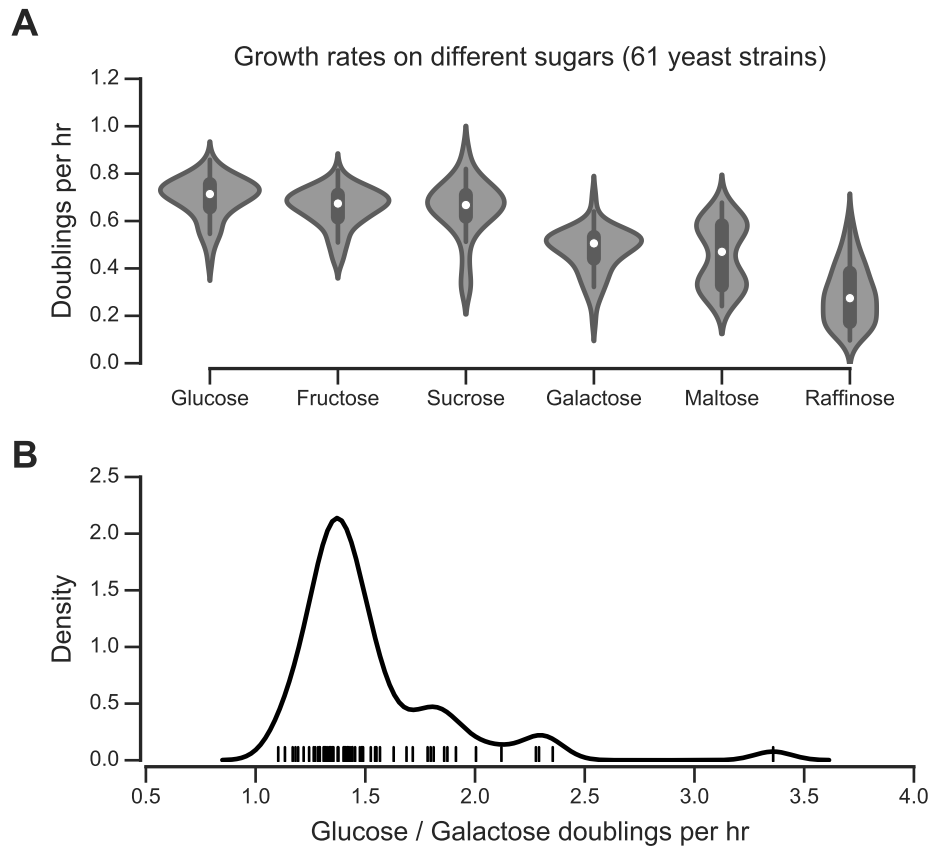 A
Growth rates on different sugars (61 yeast strains)
Doublings per hr
1.2
1.0
0.8
0.6
0.4
0.2
0.0
Glucose Fructose Sucrose Galactose Maltose Raffinose
B
Density
2.5
2.0
1.5
1.0
0.5
0.0
0.5 1.0 1.5 2.0 2.5 3.0 3.5 4.0
Glucose / Galactose doublings per hr